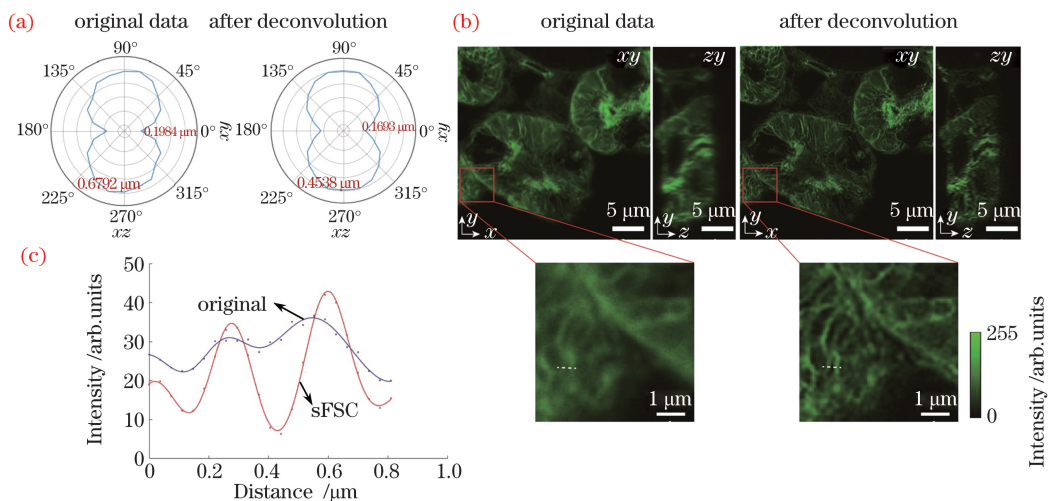 (a)
original data
after deconvolution
90°
135°
45°
180°
0.1984 μm
0°
xy
0.6792 μm
225°
315°
270°
xz
90°
135°
45°
180°
0.1693 μm
0°
xy
0.4538 μm
225°
315°
270°
xz
(b)
original data
after deconvolution
xy
zy
xy
zy
y
x
5 μm
y
z
5 μm
y
x
5 μm
y
z
5 μm
1 μm
1 μm
255
0
Intensity /arb.units
(c)
50
40
30
20
10
0
Intensity /arb.units
original
sFSC
0
0.2
0.4
0.6
0.8
1.0
Distance /μm